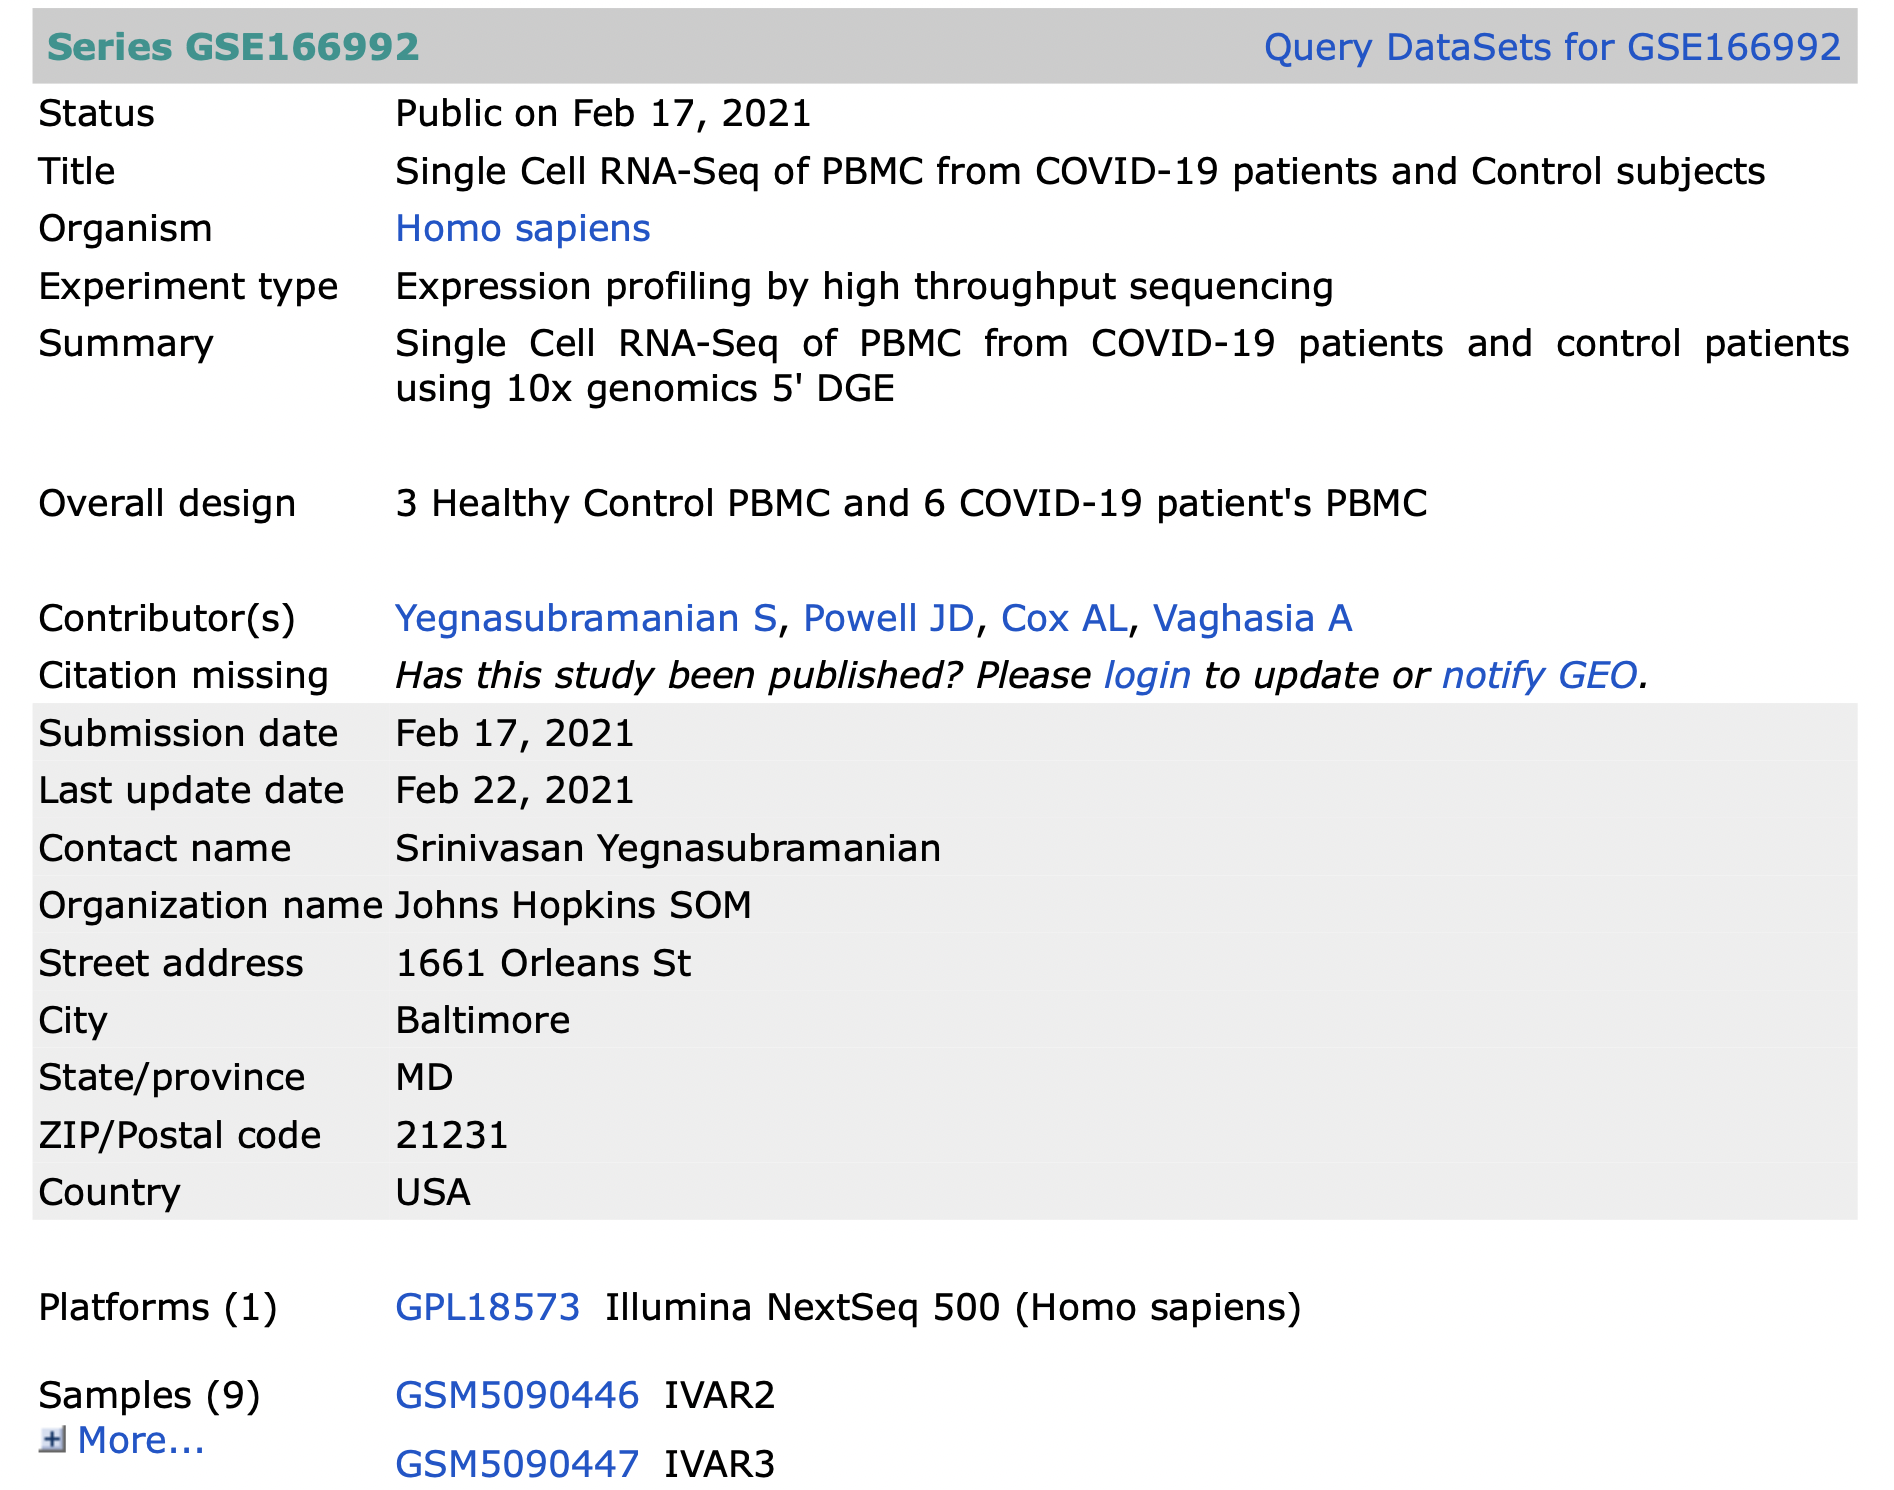 Series GSE166992 Query DataSets for GSE166992
Status Public on Feb 17, 2021
Title Single Cell RNA-Seq of PBMC from COVID-19 patients and Control subjects
Organism Homo sapiens
Experiment type Expression profiling by high throughput sequencing
Summary Single Cell RNA-Seq of PBMC from COVID-19 patients and control patients
using 10x genomics 5' DGE
Overall design 3 Healthy Control PBMC and 6 COVID-19 patient's PBMC
Contributor(s) Yegnasubramanian S, Powell JD, Cox AL, Vaghasia A
Citation missing Has this study been published? Please login to update or notify GEO.
Submission date Feb 17, 2021
Last update date Feb 22, 2021
Contact name Srinivasan Yegnasubramanian
Organization name Johns Hopkins SOM
Street address 1661 Orleans St
City Baltimore
State/province MD
ZIP/Postal code 21231
Country USA
Platforms (1) GPL18573 Illumina NextSeq 500 (Homo sapiens)
Samples (9) GSM5090446 IVAR2
More...
GSM5090447 IVAR3